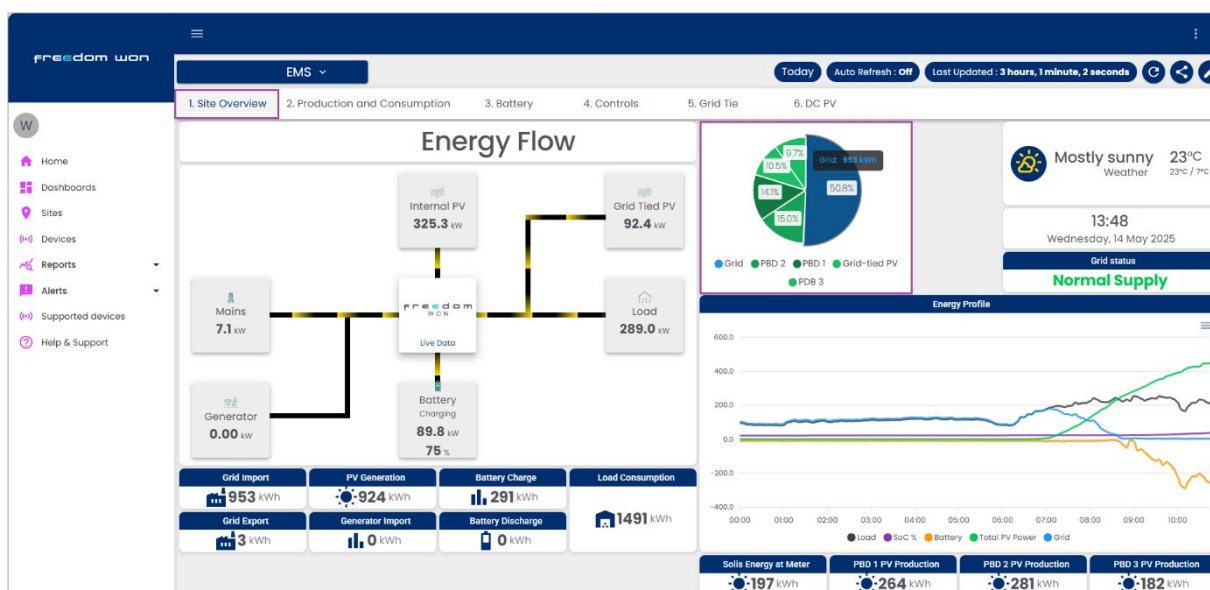 freedom won
EMS
Today
Auto Refresh : Off
Last Updated : 3 hours, 1 minute, 2 seconds
1. Site Overview
2. Production and Consumption
3. Battery
4. Controls
5. Grid Tie
6. DC PV
W
Home
Dashboards
Sites
Devices
Reports
Alerts
Supported devices
Help & Support
Energy Flow
Internal PV
325.3 kW
Grid Tied PV
92.4 kW
Mains
7.1 kW
freedom
WON
Live Data
Load
289.0 kW
Generator
0.00 kW
Battery
Charging
89.8 kW
75 %
Grid Import
953 kWh
PV Generation
924 kWh
Battery Charge
291 kWh
Load Consumption
1491 kWh
Grid Export
3 kWh
Generator Import
0 kWh
Battery Discharge
0 kWh
9.7%
10.5%
14.1%
15.0%
50.8%
Grid: 953 kWh
Grid PBD 2 PBD 1 Grid-tied PV
PDB 3
Mostly sunny
Weather
23°C
23°C / 7°C
13:48
Wednesday, 14 May 2025
Grid status
Normal Supply
Energy Profile
600.0
400.0
200.0
0.0
-200.0
-400.0
00:00 01:00 02:00 03:00 04:00 05:00 06:00 07:00 08:00 09:00 10:00
Load SoC % Battery Total PV Power Grid
Solis Energy at Meter
197 kWh
PBD 1 PV Production
264 kWh
PBD 2 PV Production
281 kWh
PBD 3 PV Production
182 kWh